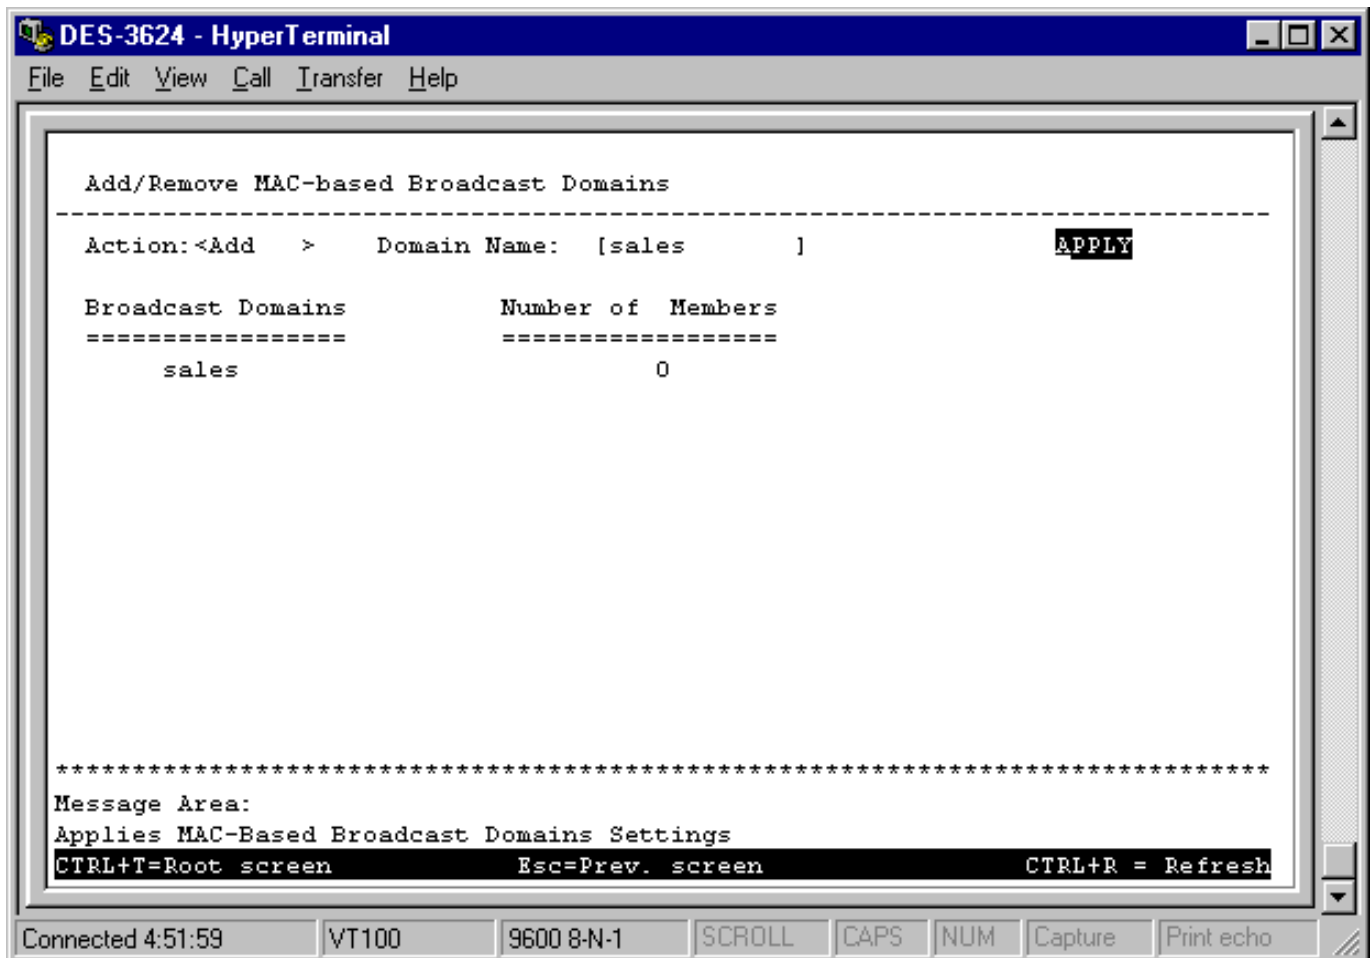 DES-3624 - HyperTerminal
File Edit View Call Transfer Help
Add/Remove MAC-based Broadcast Domains
-------------------------------------------------------------------------------
Action:<Add   >    Domain Name:  [sales         ]                    APPLY
Broadcast Domains            Number of  Members
=================            ==================
sales                                0
*******************************************************************************
Message Area:
Applies MAC-Based Broadcast Domains Settings
CTRL+T=Root screen            Esc=Prev. screen                 CTRL+R = Refresh
Connected 4:51:59 VT100 9600 8-N-1 SCROLL CAPS NUM Capture Print echo